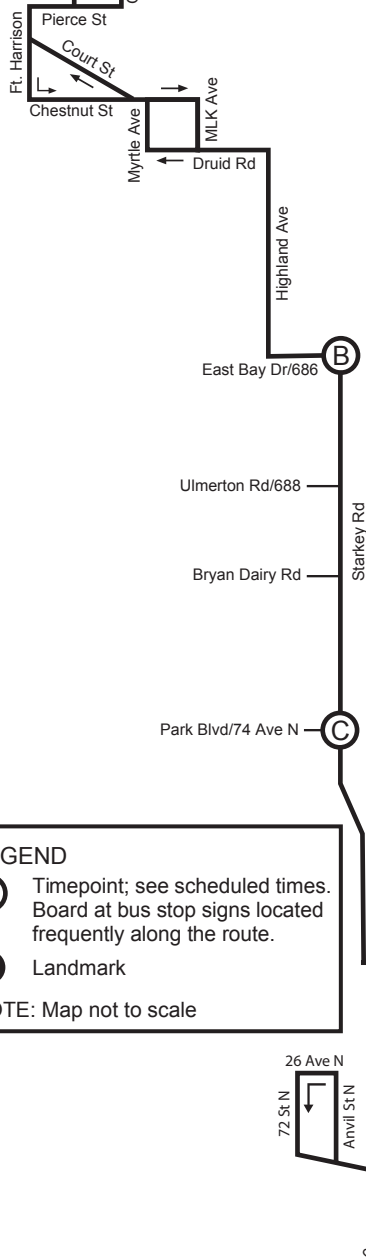 Pierce St
Ft. Harrison
Court St
Chestnut St
Myrtle Ave
MLK Ave
Druid Rd
Highland Ave
East Bay Dr/686
B
Ulmerton Rd/688
Starkey Rd
Bryan Dairy Rd
Park Blvd/74 Ave N
C
GEND
Timepoint; see scheduled times.
Board at bus stop signs located
frequently along the route.
Landmark
TE: Map not to scale
26 Ave N
72 St N
Anvil St N